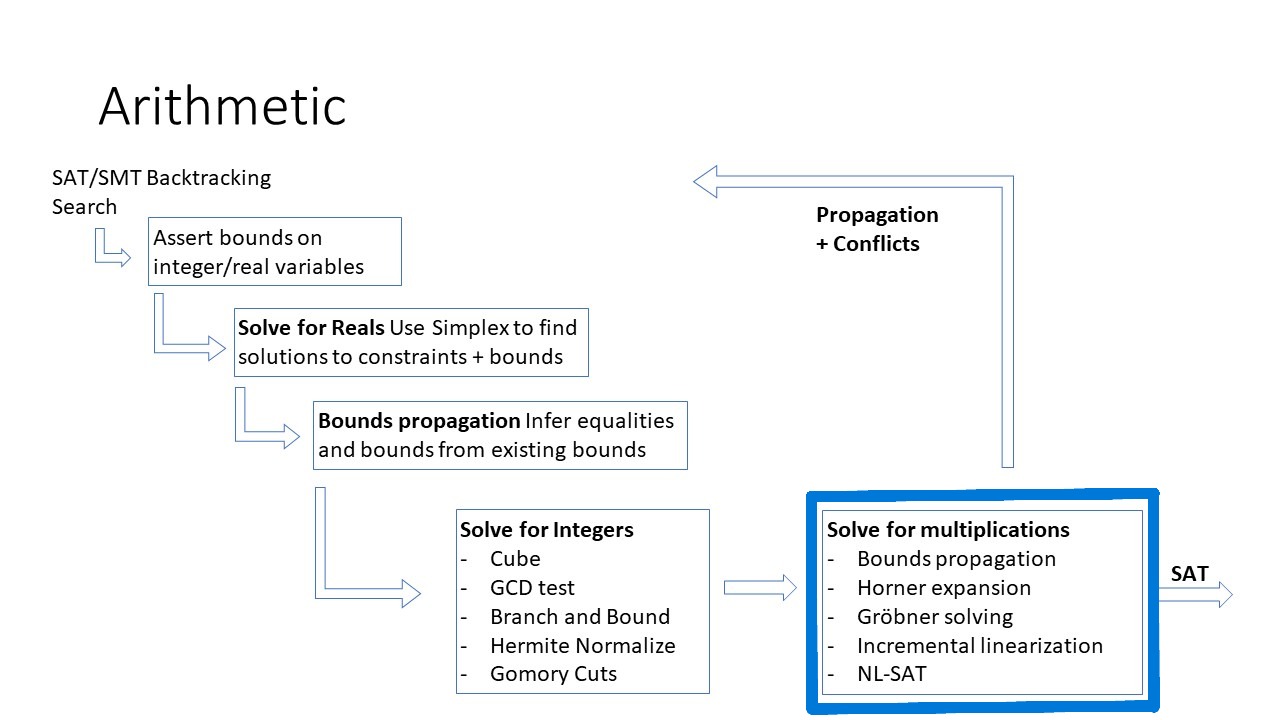 Arithmetic
SAT/SMT Backtracking
Search
Assert bounds on
integer/real variables
Solve for Reals Use Simplex to find
solutions to constraints + bounds
Bounds propagation Infer equalities
and bounds from existing bounds
Solve for Integers
- Cube
- GCD test
- Branch and Bound
- Hermite Normalize
- Gomory Cuts
Propagation
+ Conflicts
Solve for multiplications
- Bounds propagation
- Horner expansion
- Gröbner solving
- Incremental linearization
- NL-SAT
SAT